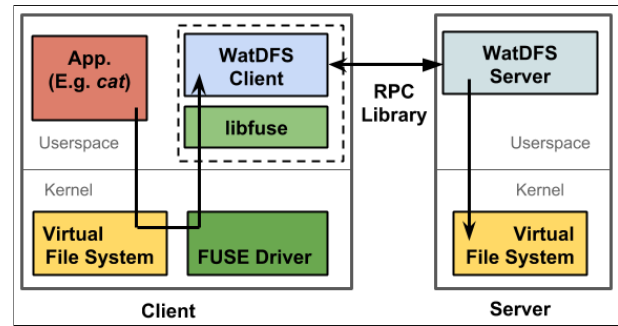 App.
(E.g. cat)
WatDFS
Client
libfuse
Userspace
Kernel
Virtual
File System
FUSE Driver
Client
RPC
Library
WatDFS
Server
Userspace
Kernel
Virtual
File System
Server